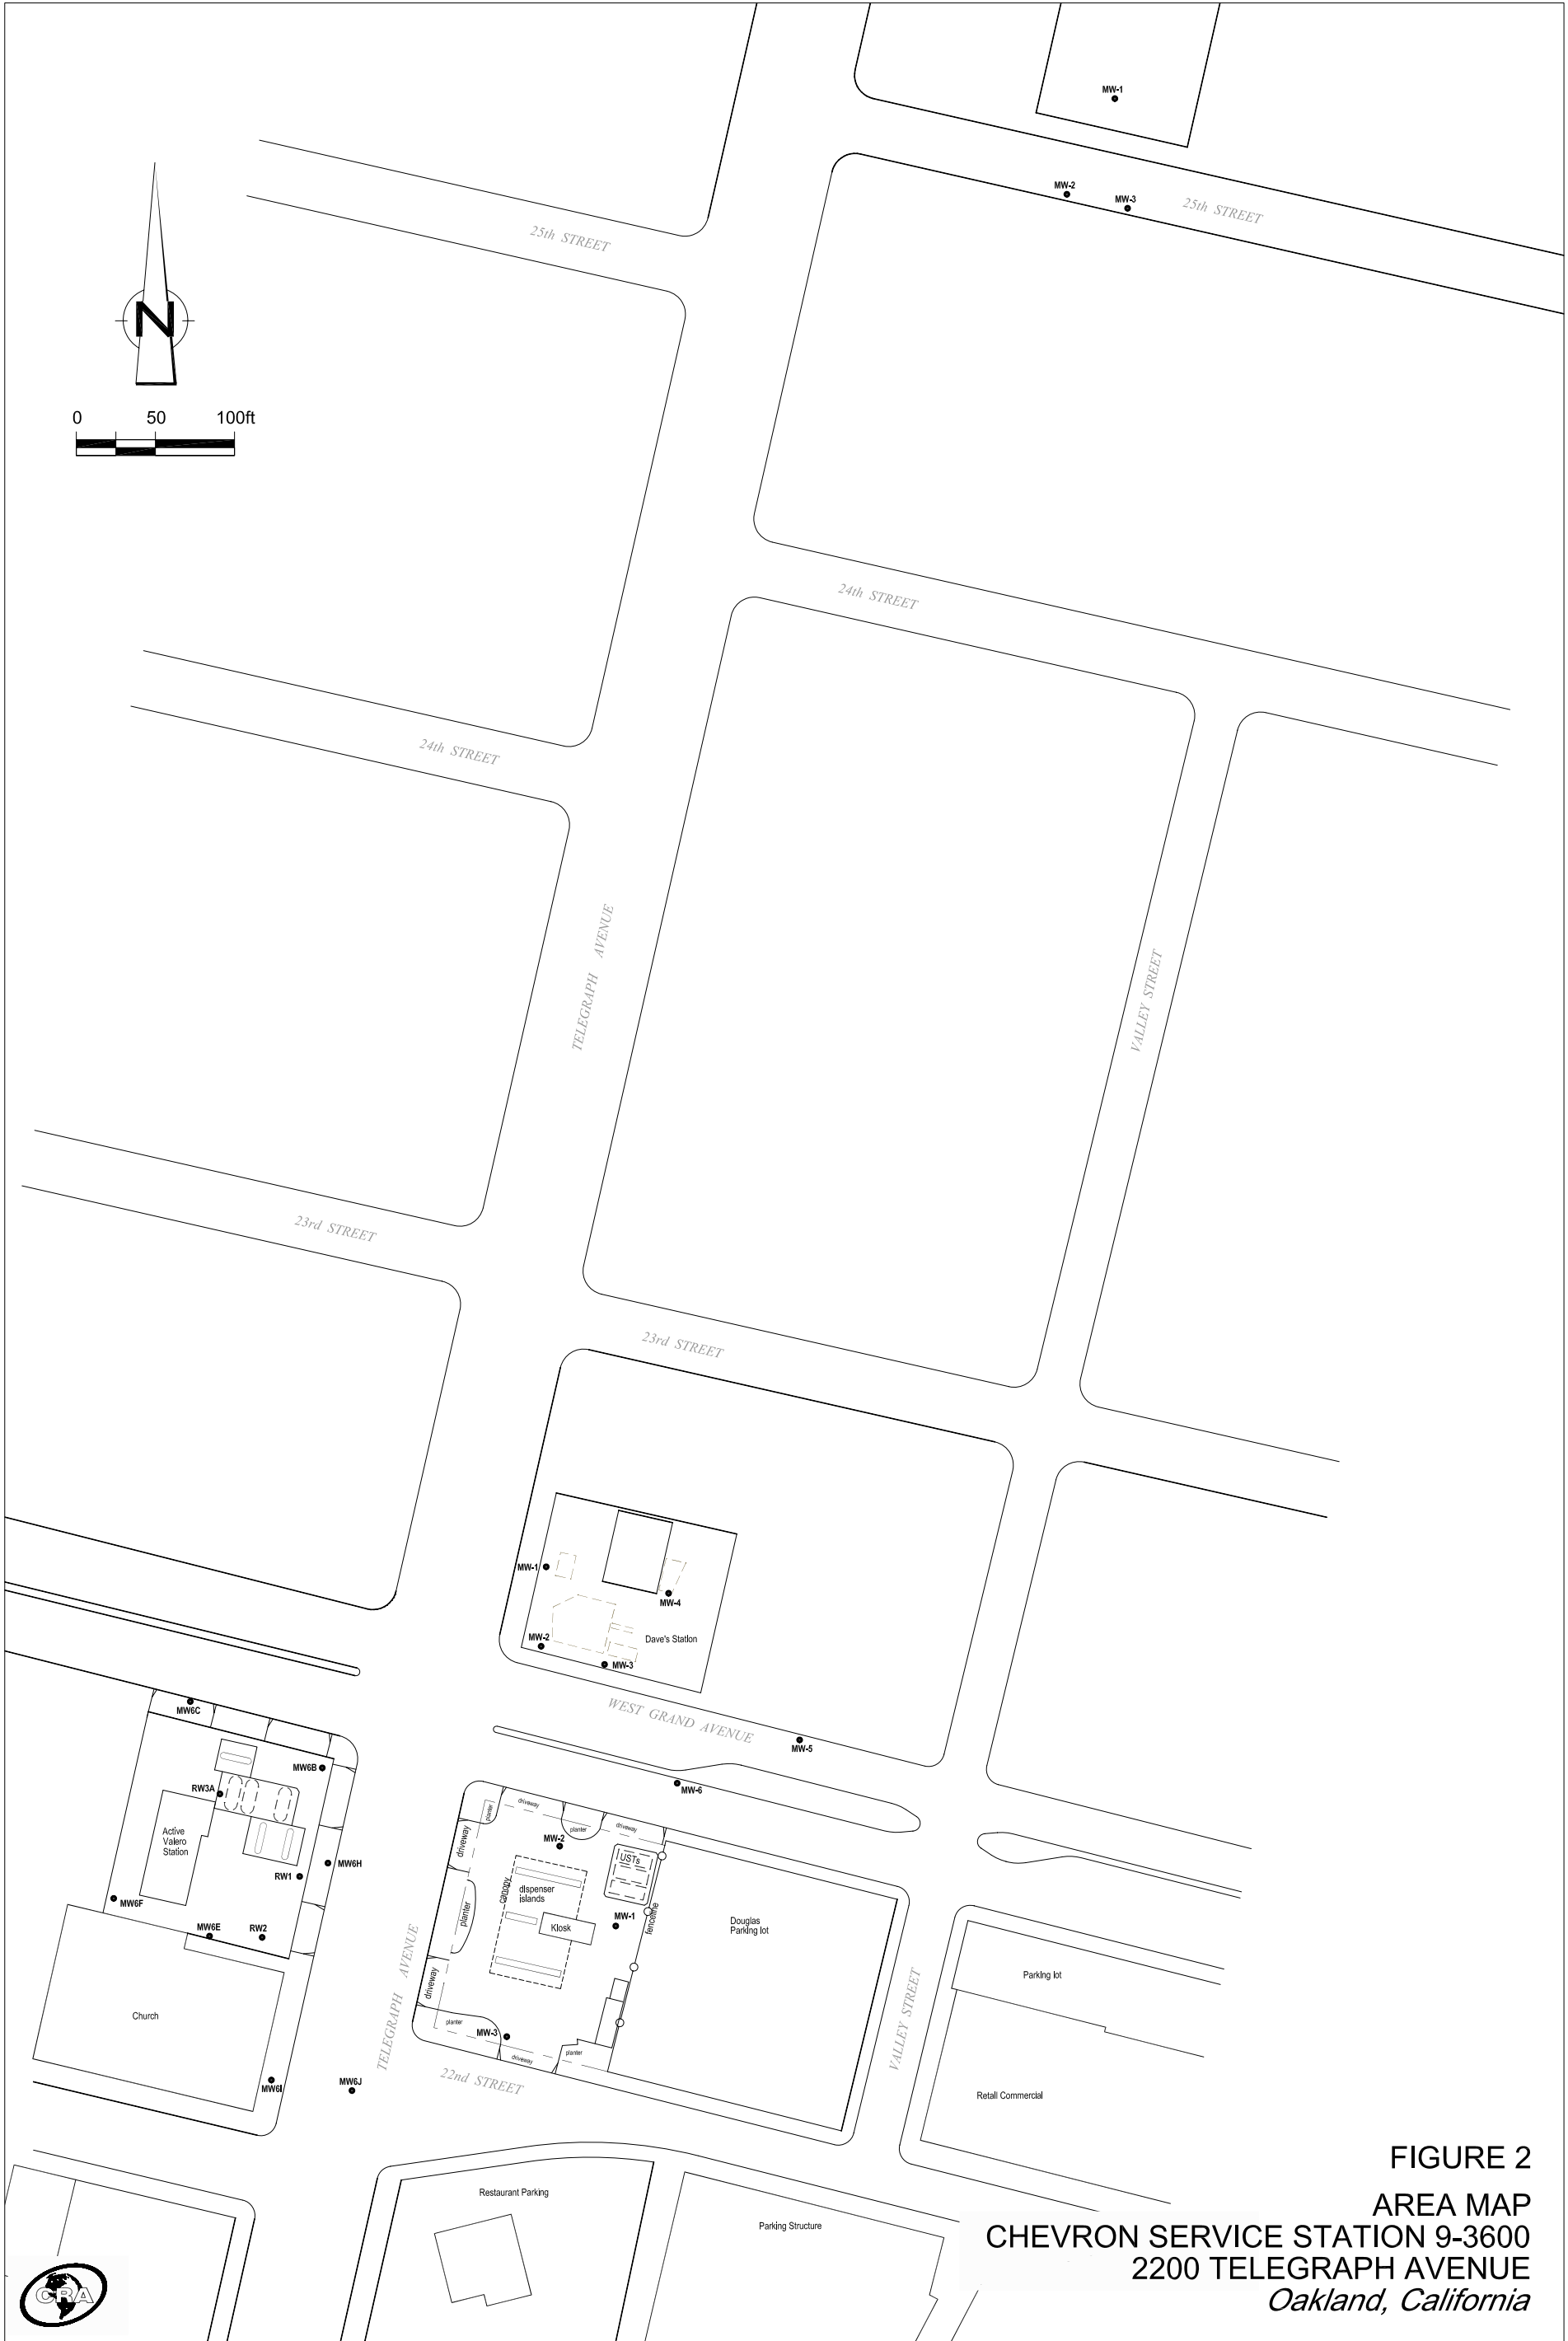 MW-1
MW-2
MW-3
25th STREET
25th STREET
N
0 50 100ft
24th STREET
24th STREET
TELEGRAPH AVENUE
VALLEY STREET
23rd STREET
23rd STREET
MW-1
MW-4
MW-2
Dave's Station
MW-3
WEST GRAND AVENUE
MW-5
MW6C
MW6B
RW3A
MW-6
Active
Valero
Station
MW6H
RW1
MW6F
MW6E
RW2
Church
MW6I
MW6J
TELEGRAPH AVENUE
driveway
planter
planter
driveway
driveway
MW-2
USTs
canopy
dispenser
islands
planter
Kiosk
MW-1
fenceline
Douglas
Parking lot
driveway
planter
MW-3
driveway
planter
22nd STREET
VALLEY STREET
Parking lot
Retail Commercial
Restaurant Parking
Parking Structure
FIGURE 2
AREA MAP
CHEVRON SERVICE STATION 9-3600
2200 TELEGRAPH AVENUE
Oakland, California
CRA